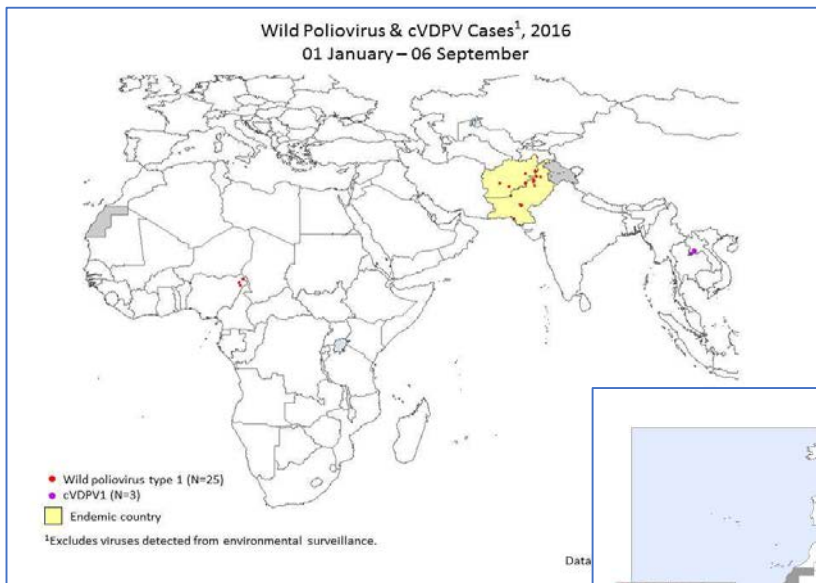 Wild Poliovirus & cVDPV Cases¹, 2016
01 January – 06 September
Wild poliovirus type 1 (N=25)
cVDPV1 (N=3)
Endemic country
¹Excludes viruses detected from environmental surveillance.
Data